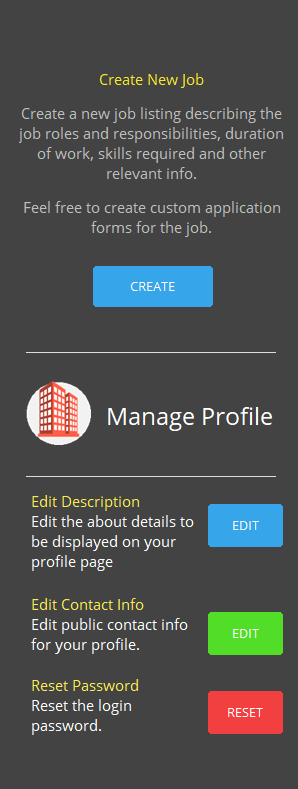 Create New Job
Create a new job listing describing the
job roles and responsibilities, duration
of work, skills required and other
relevant info.
Feel free to create custom application
forms for the job.
CREATE
Manage Profile
Edit Description
Edit the about details to
be displayed on your
profile page
EDIT
Edit Contact Info
Edit public contact info
for your profile.
EDIT
Reset Password
Reset the login
password.
RESET